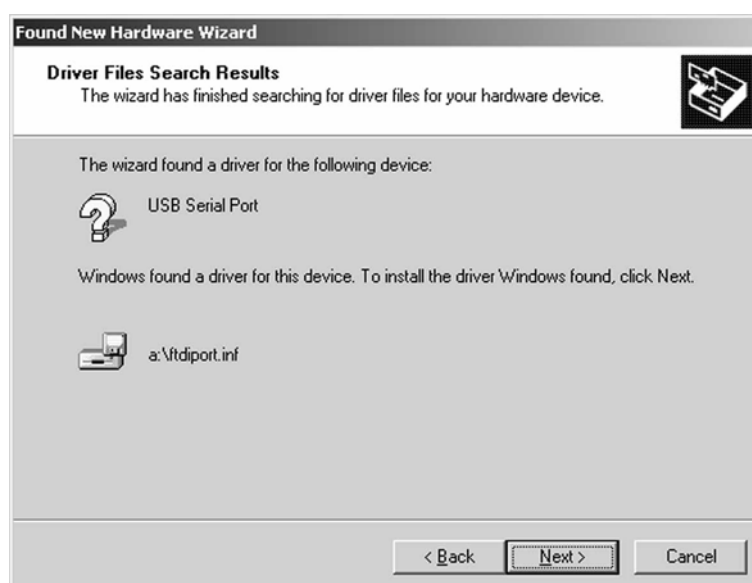 Found New Hardware Wizard
Driver Files Search Results
The wizard has finished searching for driver files for your hardware device.
The wizard found a driver for the following device:
USB Serial Port
Windows found a driver for this device. To install the driver Windows found, click Next.
a:\ftdiport.inf
< Back Next > Cancel